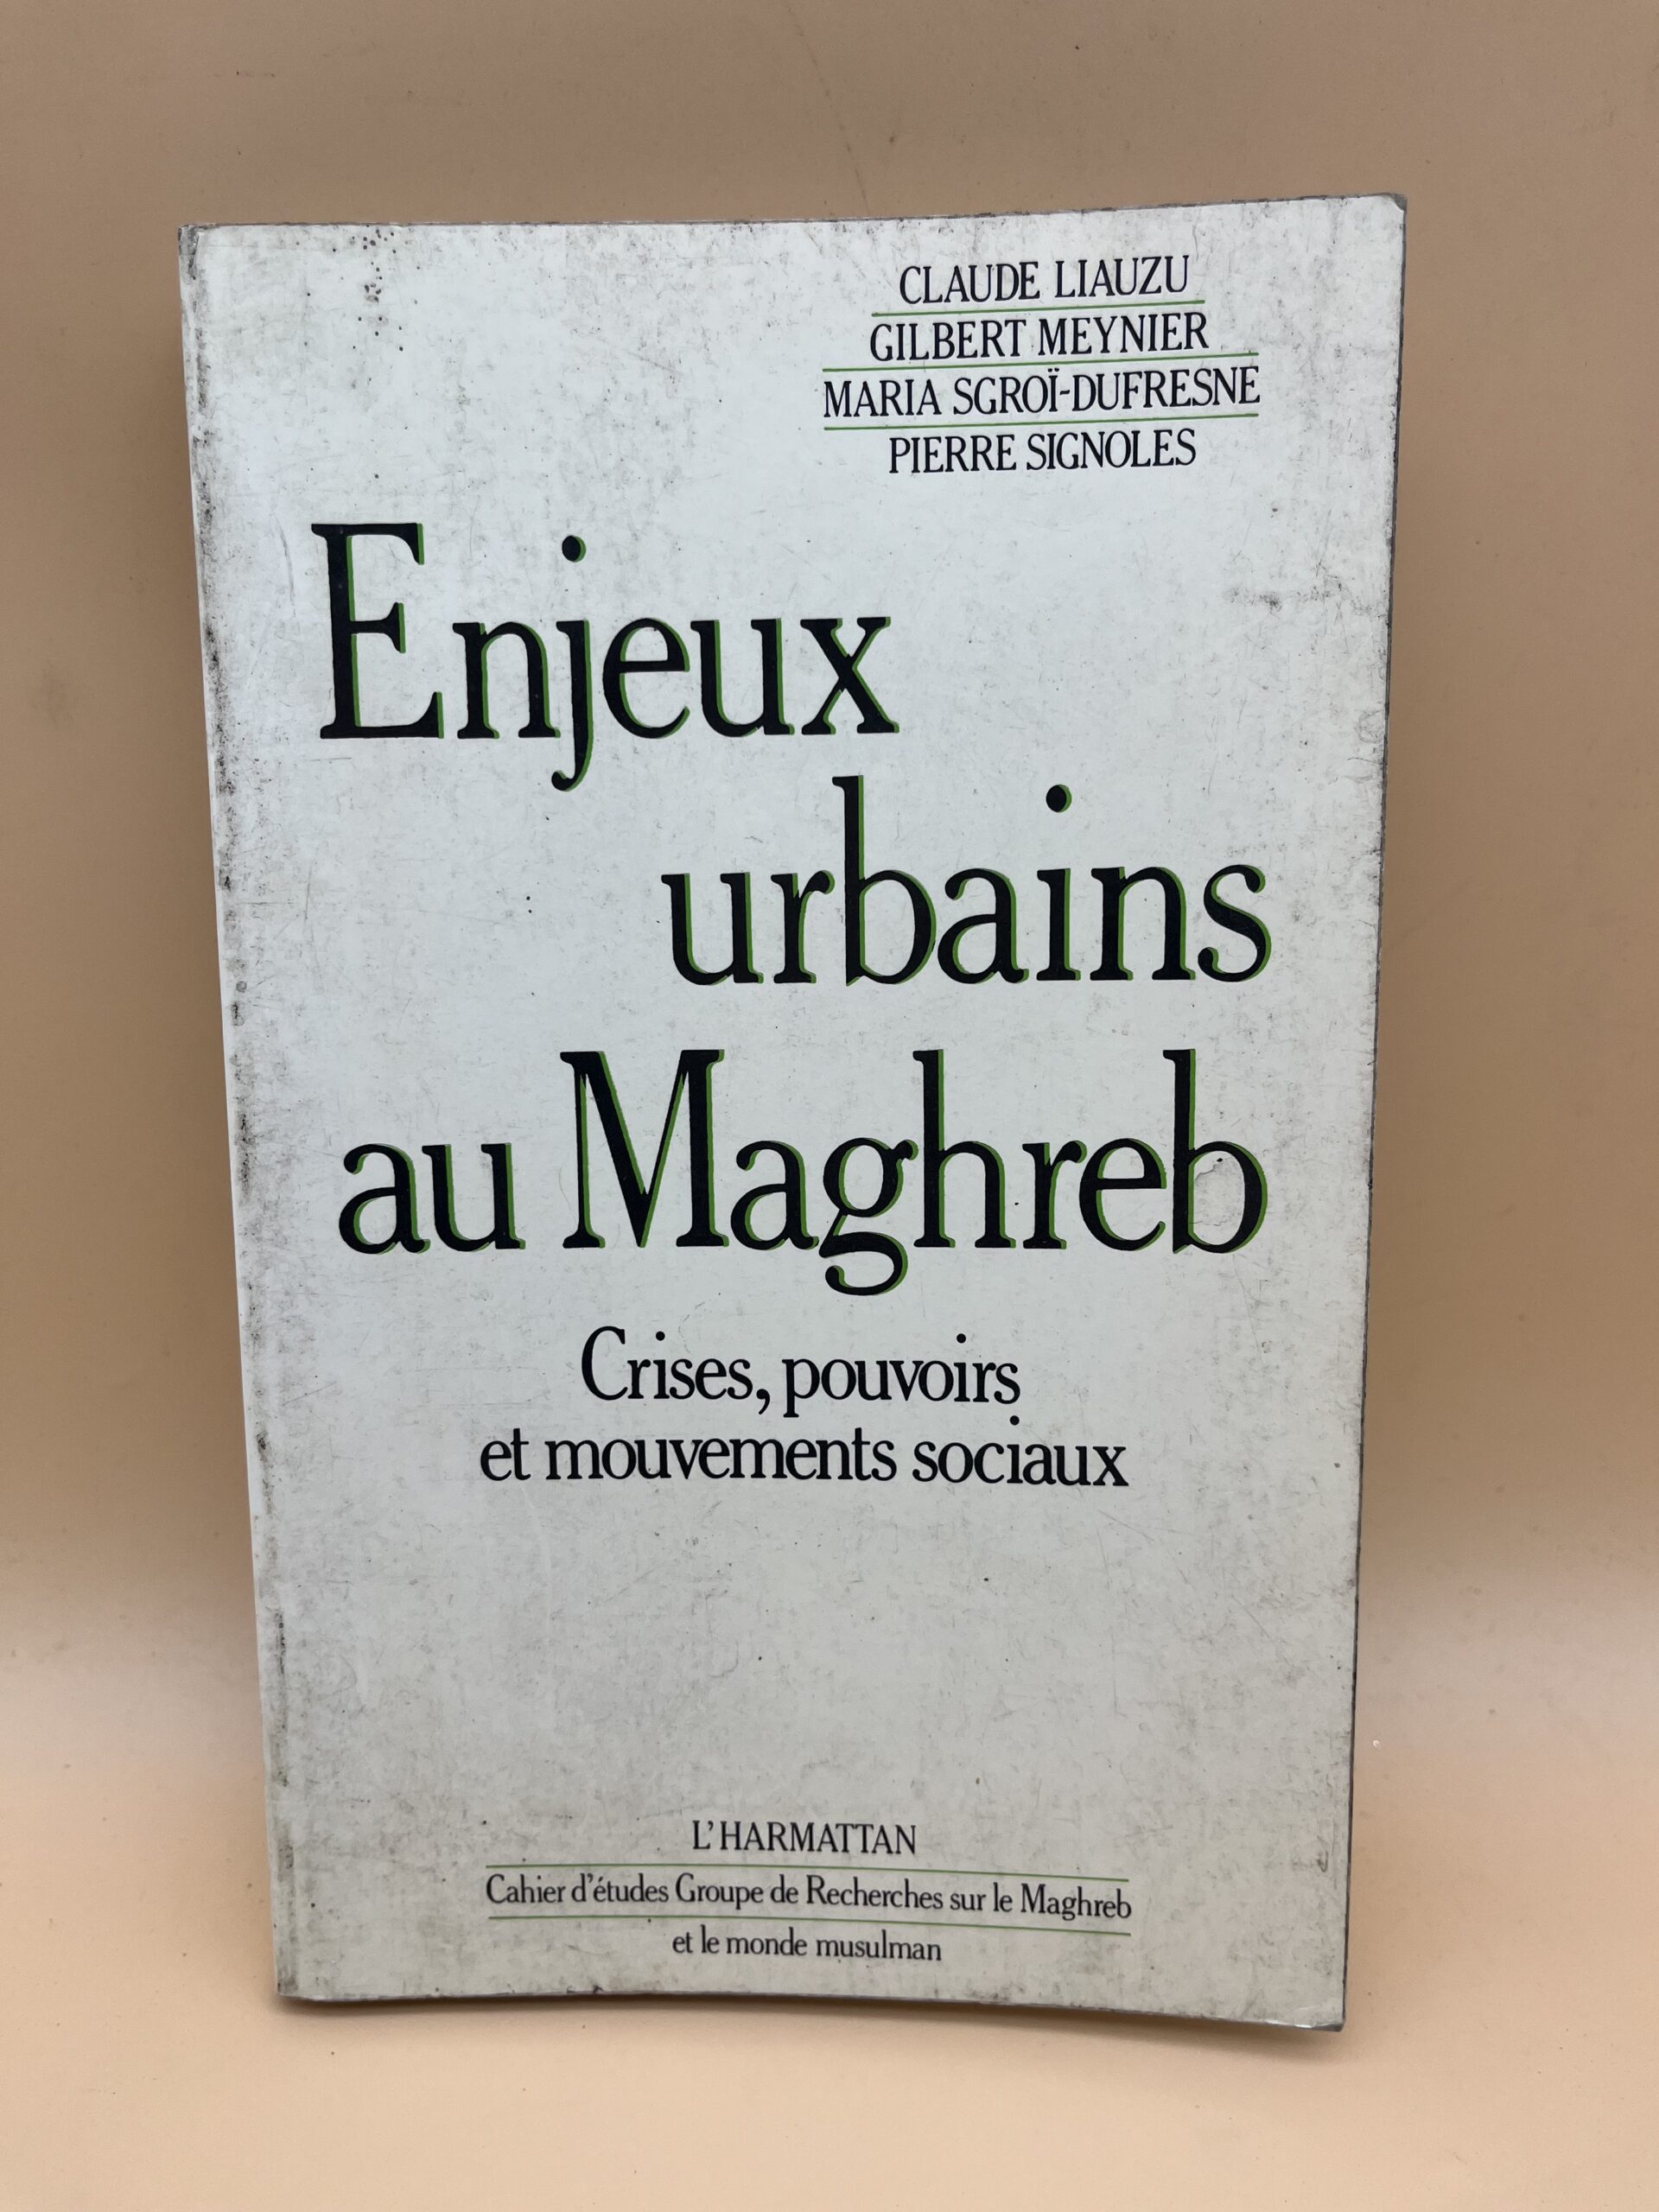 CLAUDE LIAUZU
GILBERT MEYNIER
MARIA SGROÏ-DUFRESNE
PIERRE SIGNOLES
Enjeux
urbains
au Maghreb
Crises, pouvoirs
et mouvements sociaux
L'HARMATTAN
Cahier d'études Groupe de Recherches sur le Maghreb
et le monde musulman